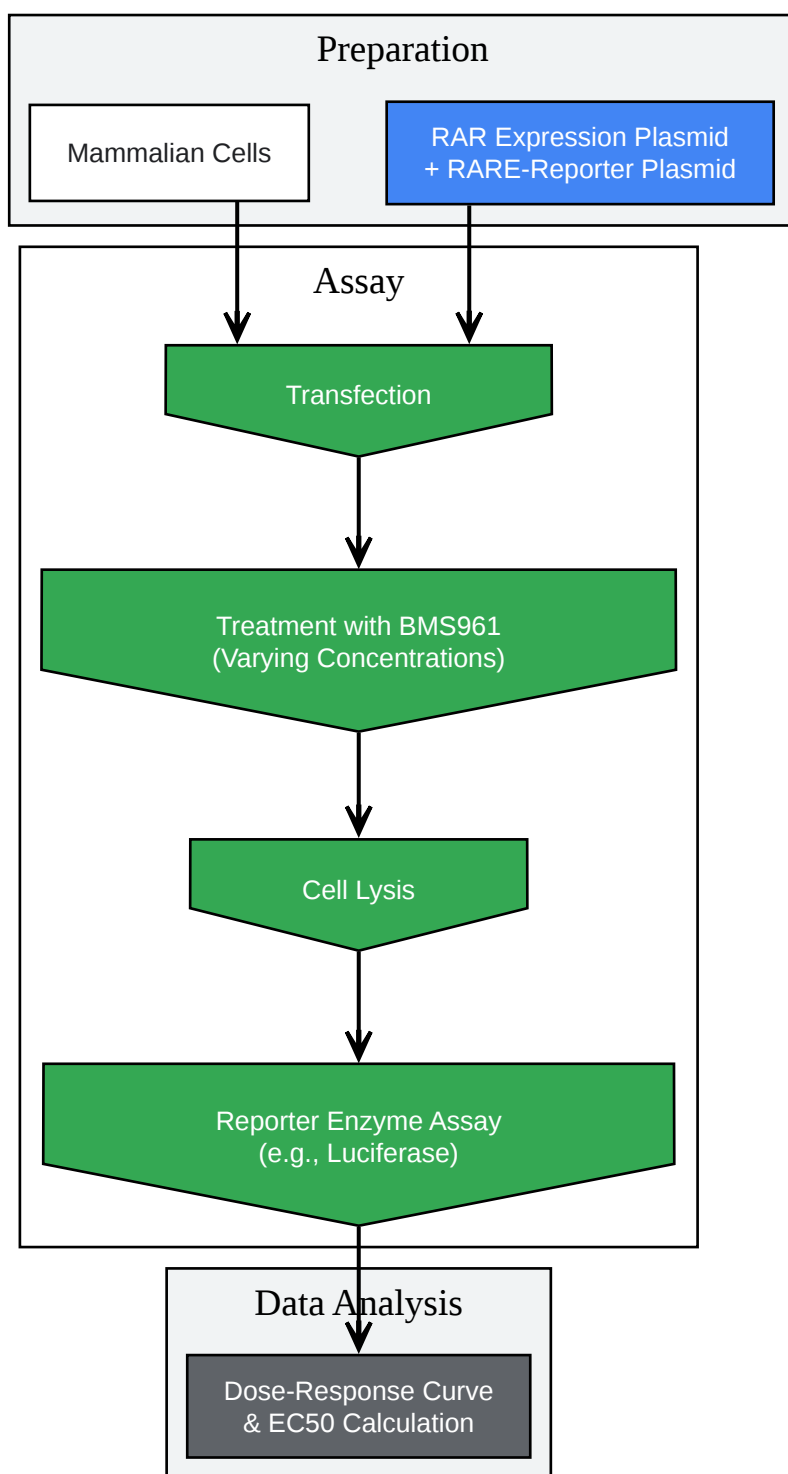 Preparation
Mammalian Cells
RAR Expression Plasmid
+ RARE-Reporter Plasmid
Assay
Transfection
Treatment with BMS961
(Varying Concentrations)
Cell Lysis
Reporter Enzyme Assay
(e.g., Luciferase)
Data Analysis
Dose-Response Curve
& EC50 Calculation